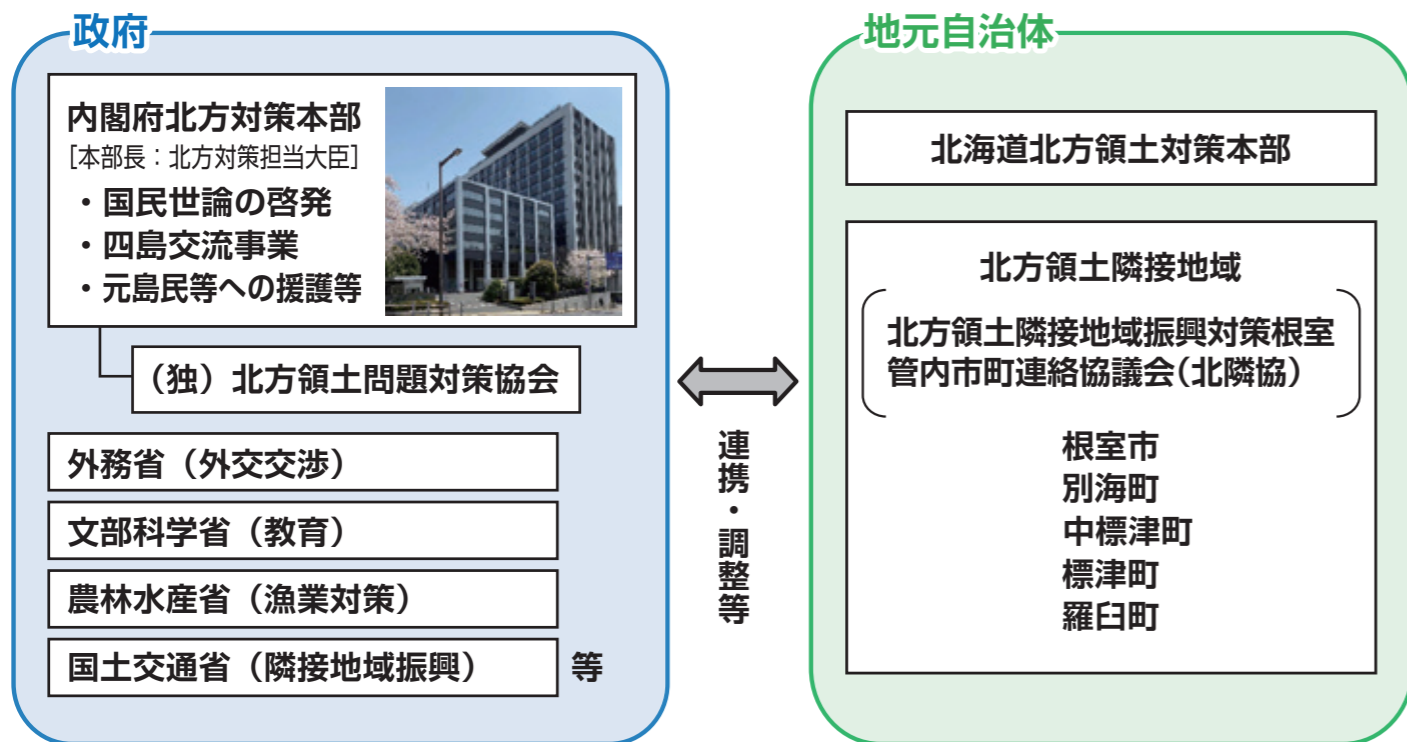 政府
内閣府北方対策本部
[本部長：北方対策担当大臣]
・国民世論の啓発
・四島交流事業
・元島民等への援護等
（独）北方領土問題対策協会
外務省（外交交渉）
文部科学省（教育）
農林水産省（漁業対策）
国土交通省（隣接地域振興） 等
連携・調整等
地元自治体
北海道北方領土対策本部
北方領土隣接地域
北方領土隣接地域振興対策根室
管内市町連絡協議会（北隣協）
根室市
別海町
中標津町
標津町
羅臼町